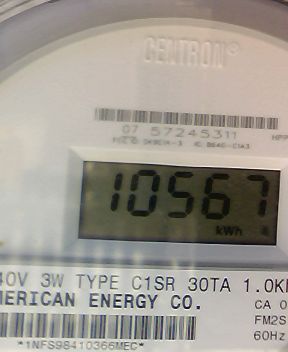 CENTRON®
07 57245311
10567
kWh
40V 3W TYPE C1SR 30TA 1.0K
MERICAN ENERGY CO.
CA 0
FM2S
60Hz
*1NFS98410366MEC*